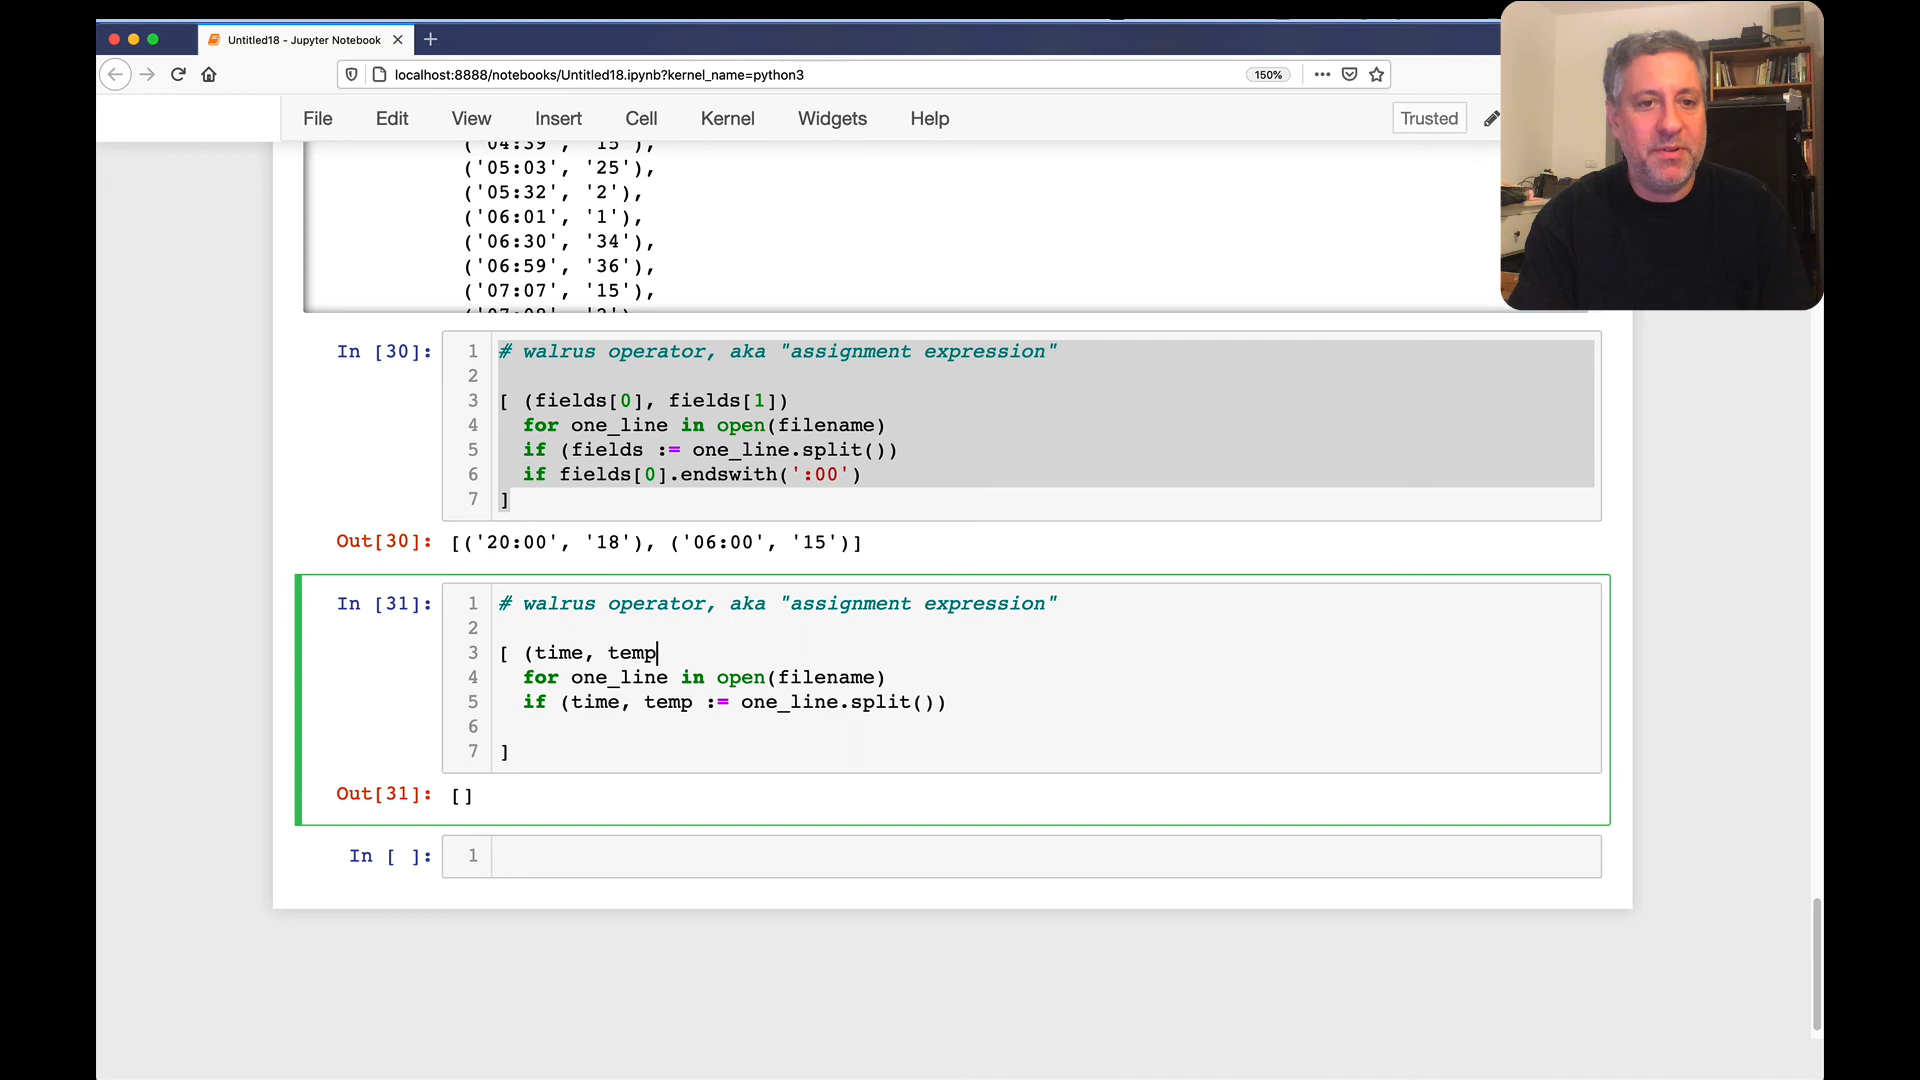 Untitled18 - Jupyter Notebook
localhost:8888/notebooks/Untitled18.ipynb?kernel_name=python3
150%
File Edit View Insert Cell Kernel Widgets Help
Trusted
('04:39', '15'),
('05:03', '25'),
('05:32', '2'),
('06:01', '1'),
('06:30', '34'),
('06:59', '36'),
('07:07', '15'),
In [30]:
1 # walrus operator, aka "assignment expression"
2
3 [ (fields[0], fields[1])
4 for one_line in open(filename)
5 if (fields := one_line.split())
6 if fields[0].endswith(':00')
7 ]
Out[30]: [('20:00', '18'), ('06:00', '15')]
In [31]:
1 # walrus operator, aka "assignment expression"
2
3 [ (time, temp
4 for one_line in open(filename)
5 if (time, temp := one_line.split())
6
7 ]
Out[31]: []
In [ ]: 1